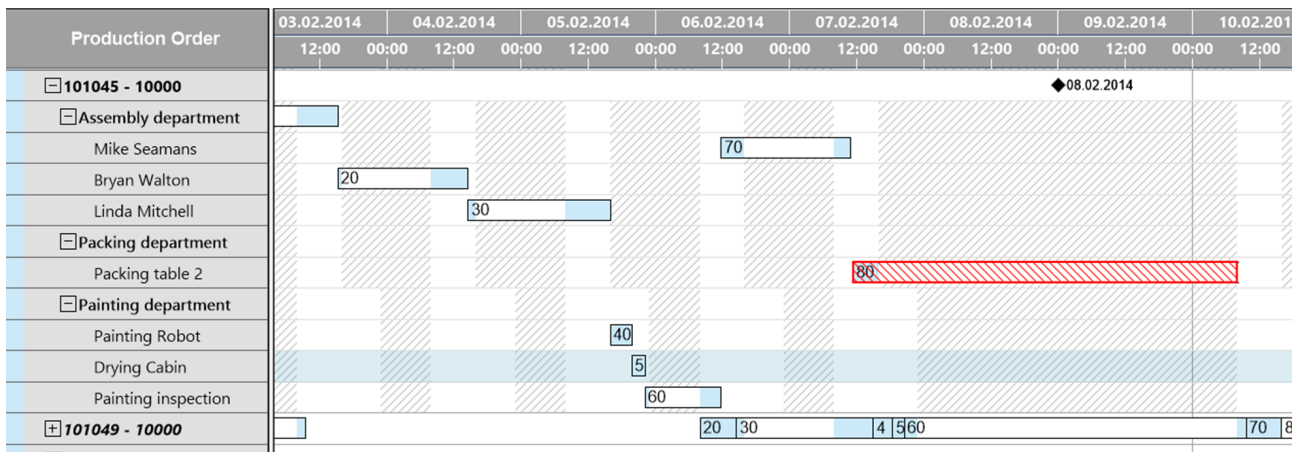 Production Order
03.02.2014 04.02.2014 05.02.2014 06.02.2014 07.02.2014 08.02.2014 09.02.2014 10.02.201
12:00 00:00 12:00 00:00 12:00 00:00 12:00 00:00 12:00 00:00 12:00 00:00 12:00 00:00 12:00
101045 - 10000 08.02.2014
Assembly department
Mike Seamans 70
Bryan Walton 20
Linda Mitchell 30
Packing department
Packing table 2 80
Painting department
Painting Robot 40
Drying Cabin 5
Painting inspection 60
101049 - 10000 20 30 4 5 60 70 8